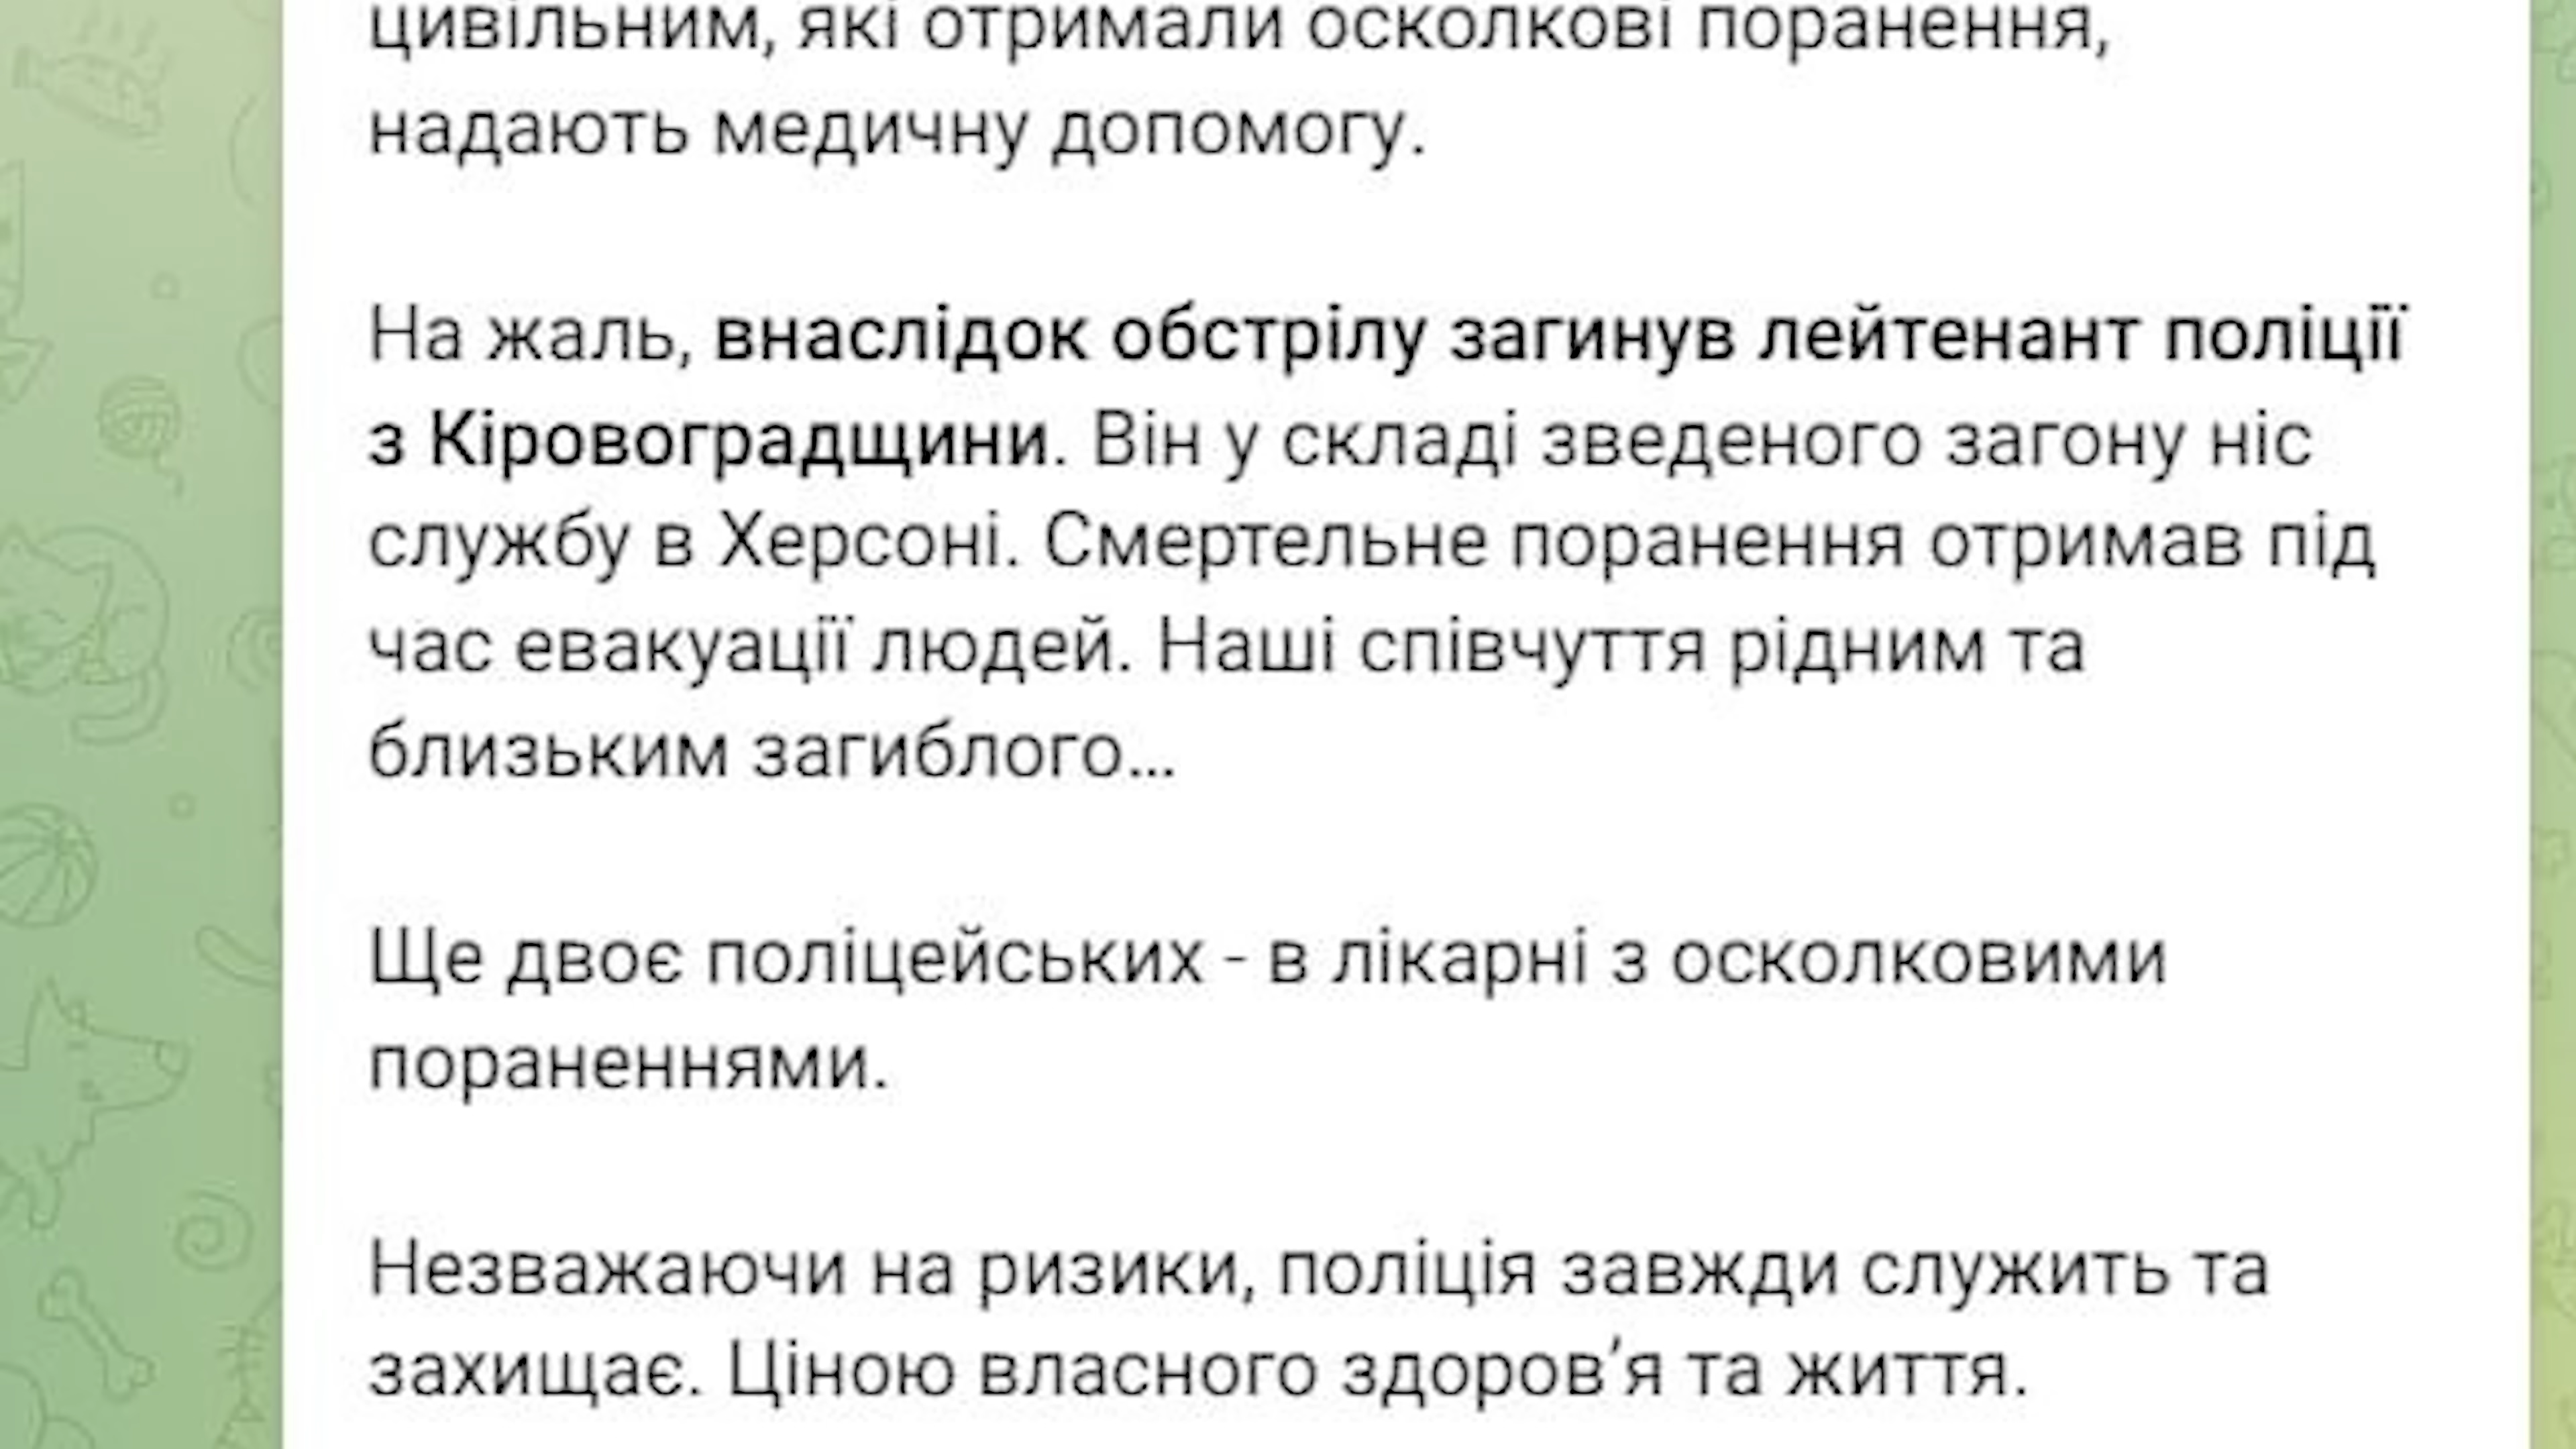 цивільним, які отримали осколкові поранення,
надають медичну допомогу.
На жаль, внаслідок обстрілу загинув лейтенант поліції
з Кіровоградщини. Він у складі зведеного загону ніс
службу в Херсоні. Смертельне поранення отримав під
час евакуації людей. Наші співчуття рідним та
близьким загиблого...
Ще двоє поліцейських - в лікарні з осколковими
пораненнями.
Незважаючи на ризики, поліція завжди служить та
захищає. Ціною власного здоров’я та життя.